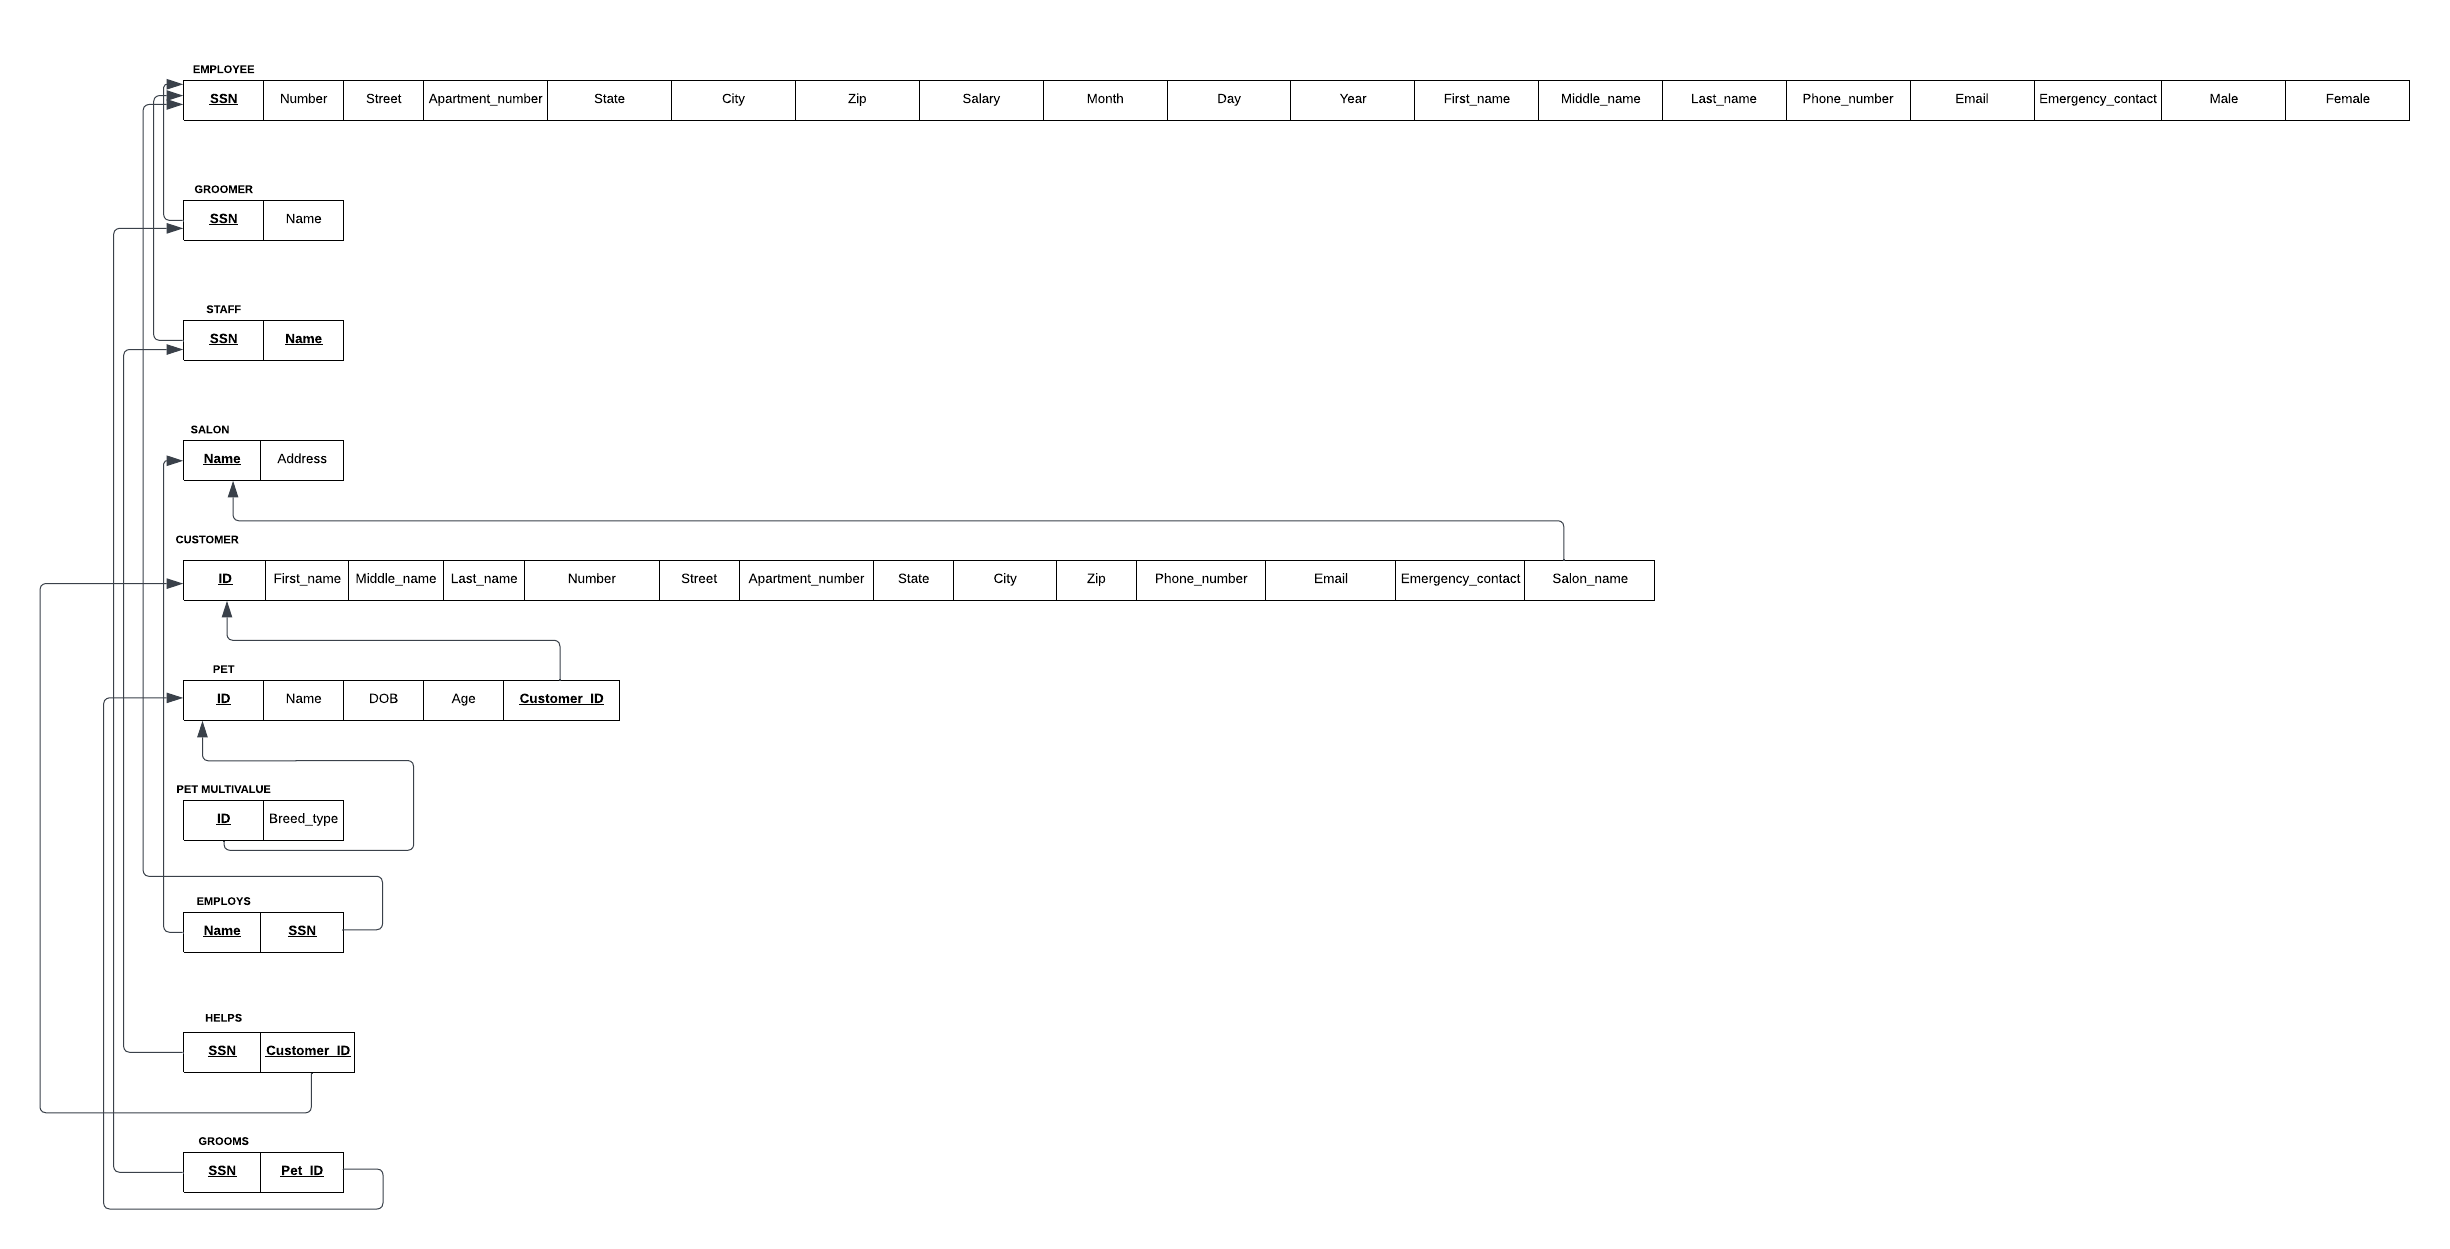 EMPLOYEE
SSN Number Street Apartment_number State City Zip Salary Month Day Year First_name Middle_name Last_name Phone_number Email Emergency_contact Male Female
GROOMER
SSN Name
STAFF
SSN Name
SALON
Name Address
CUSTOMER
ID First_name Middle_name Last_name Number Street Apartment_number State City Zip Phone_number Email Emergency_contact Salon_name
PET
ID Name DOB Age Customer_ID
PET MULTIVALUE
ID Breed_type
EMPLOYS
Name SSN
HELPS
SSN Customer_ID
GROOMS
SSN Pet_ID